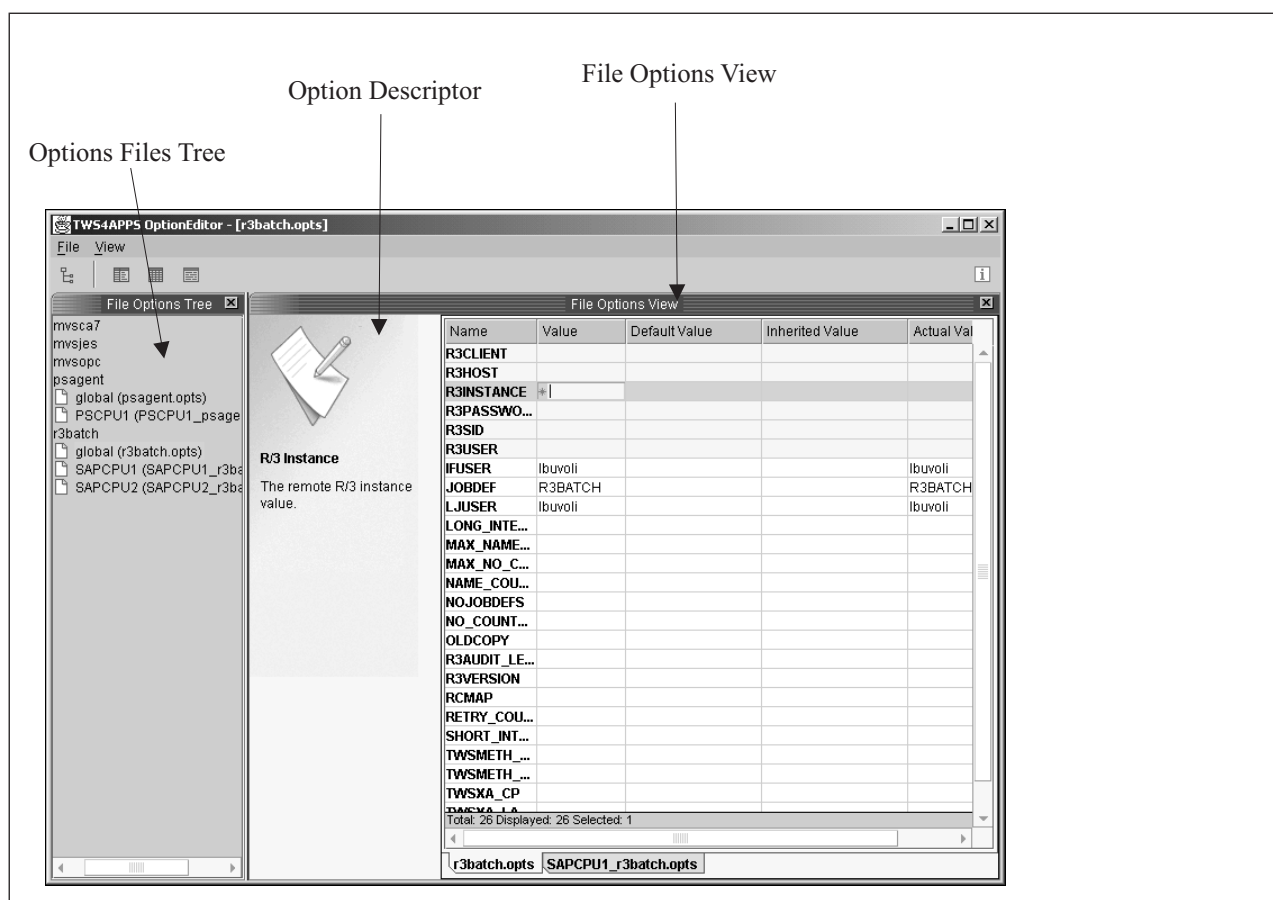 File Options View
Option Descriptor
Options Files Tree
TWS4APPS OptionEditor - [r3batch.opts]
File View
File Options Tree
File Options View
mvsca7
mvsjes
mvsopc
psagent
global (psagent.opts)
PSCPU1 (PSCPU1_psage
r3batch
global (r3batch.opts)
SAPCPU1 (SAPCPU1_r3ba
SAPCPU2 (SAPCPU2_r3ba
R/3 Instance
The remote R/3 instance
value.
Name Value Default Value Inherited Value Actual Val
R3CLIENT
R3HOST
R3INSTANCE
R3PASSWO...
R3SID
R3USER
IFUSER lbuvoli lbuvoli
JOBDEF R3BATCH R3BATCH
LJUSER lbuvoli lbuvoli
LONG_INTE...
MAX_NAME...
MAX_NO_C...
NAME_COU...
NOJOBDEFS
NO_COUNT...
OLDCOPY
R3AUDIT_LE...
R3VERSION
RCMAP
RETRY_COU...
SHORT_INT...
TWSMETH_...
TWSMETH_...
TWSXA_CP
Total: 26 Displayed: 26 Selected: 1
r3batch.opts SAPCPU1_r3batch.opts